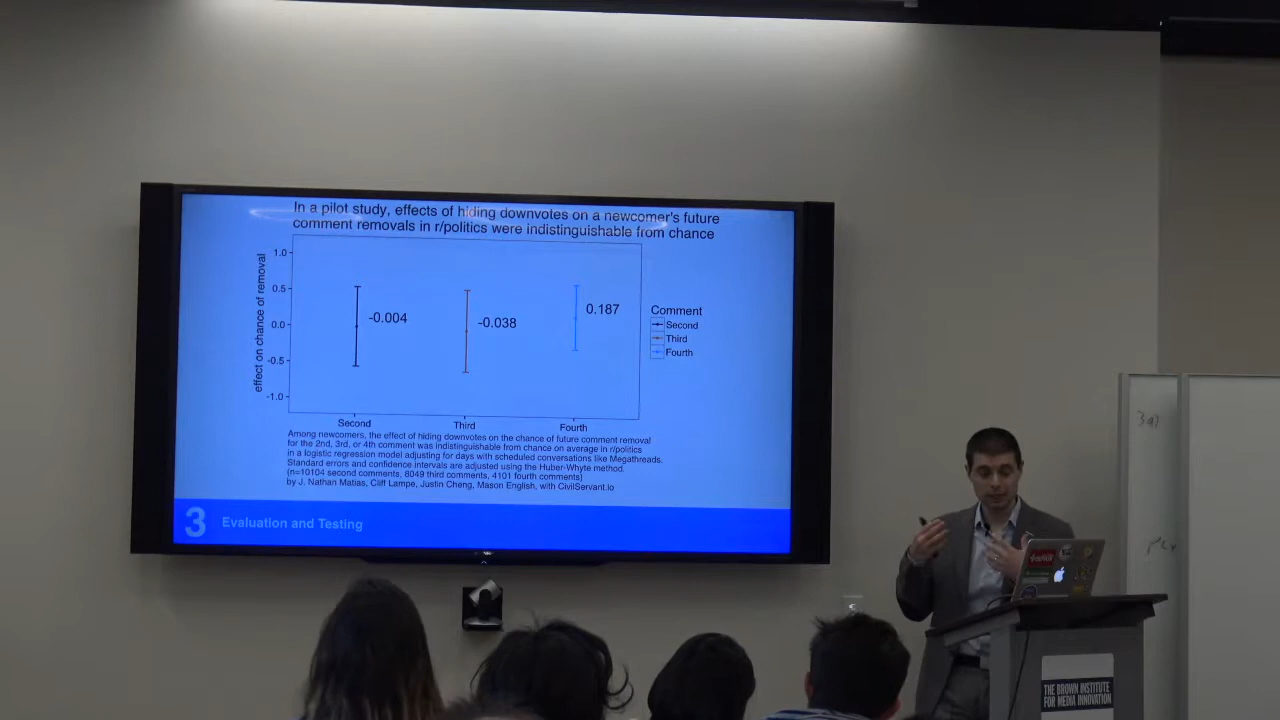 In a pilot study, effects of hiding downvotes on a newcomer's future
comment removals in r/politics were indistinguishable from chance
effect on chance of removal
1.0
0.5
0.0
-0.5
-1.0
-0.004
-0.038
0.187
Comment
Second
Third
Fourth
Second
Third
Fourth
Among newcomers, the effect of hiding downvotes on the chance of future comment removal
for the 2nd, 3rd, or 4th comment was indistinguishable from chance on average in r/politics
in a logistic regression model adjusting for days with scheduled conversations like Megathreads.
Standard errors and confidence intervals are adjusted using the Huber-Whyte method.
(n=10104 second comments, 8049 third comments, 4101 fourth comments)
by J. Nathan Matias, Cliff Lampe, Justin Cheng, Mason English, with CivilServant.io
3 Evaluation and Testing
THE BROWN INSTITUTE
FOR MEDIA INNOVATION